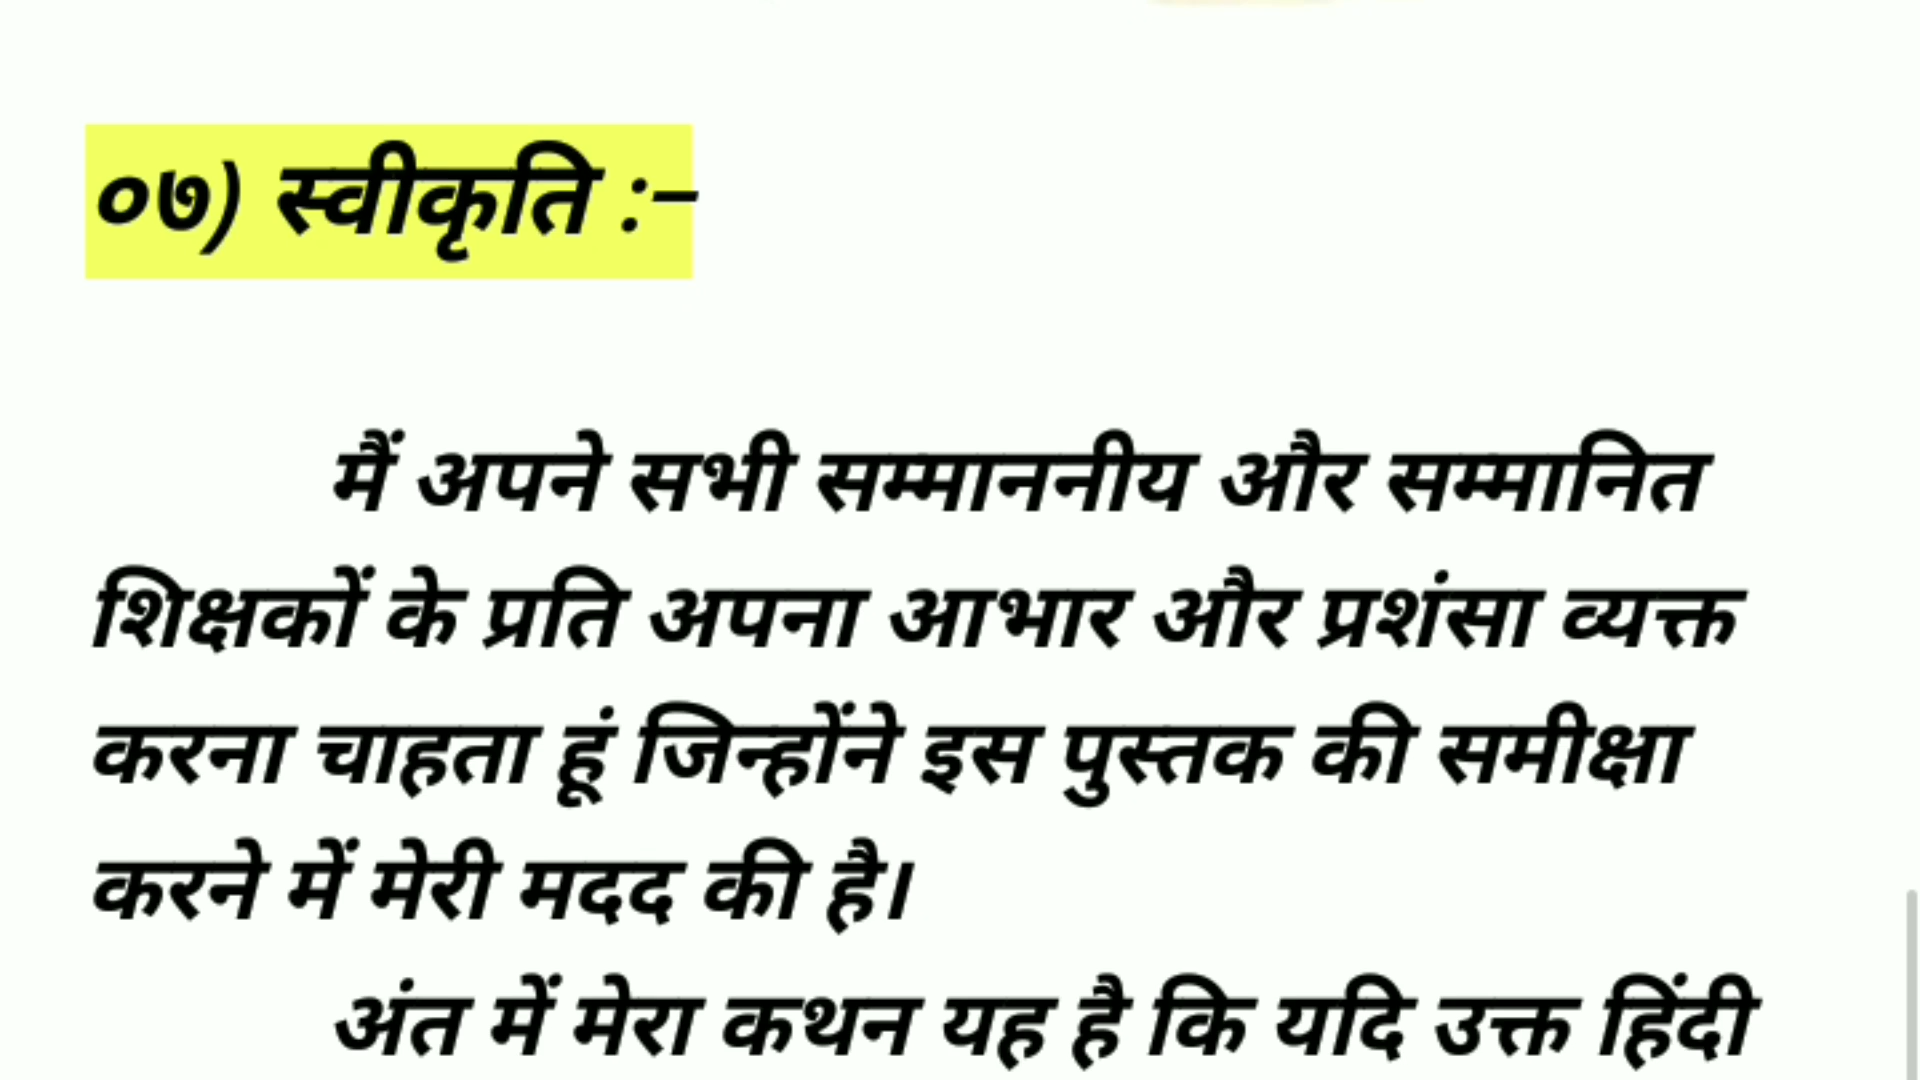 ०७) स्वीकृति :–
मैं अपने सभी सम्माननीय और सम्मानित
शिक्षकों के प्रति अपना आभार और प्रशंसा व्यक्त
करना चाहता हूं जिन्होंने इस पुस्तक की समीक्षा
करने में मेरी मदद की है।
अंत में मेरा कथन यह है कि यदि उक्त हिंदी